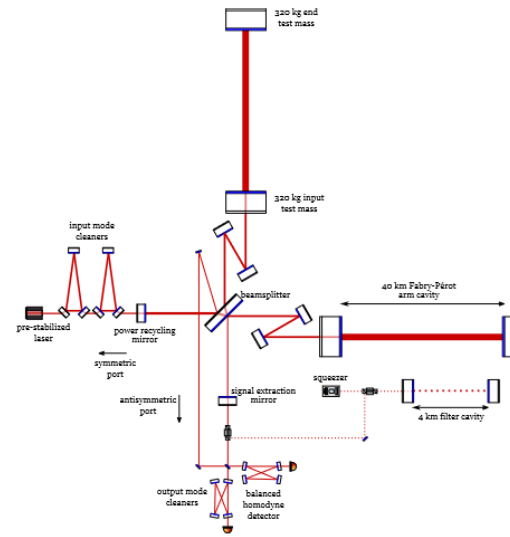 320 kg end
test mass
320 kg input
test mass
input mode
cleaners
beamsplitter
40 km Fabry-Pérot
arm cavity
pre-stabilized
laser
power recycling
mirror
symmetric
port
squeezer
antisymmetric
port
signal extraction
mirror
4 km filter cavity
output mode
cleaners
balanced
homodyne
detector